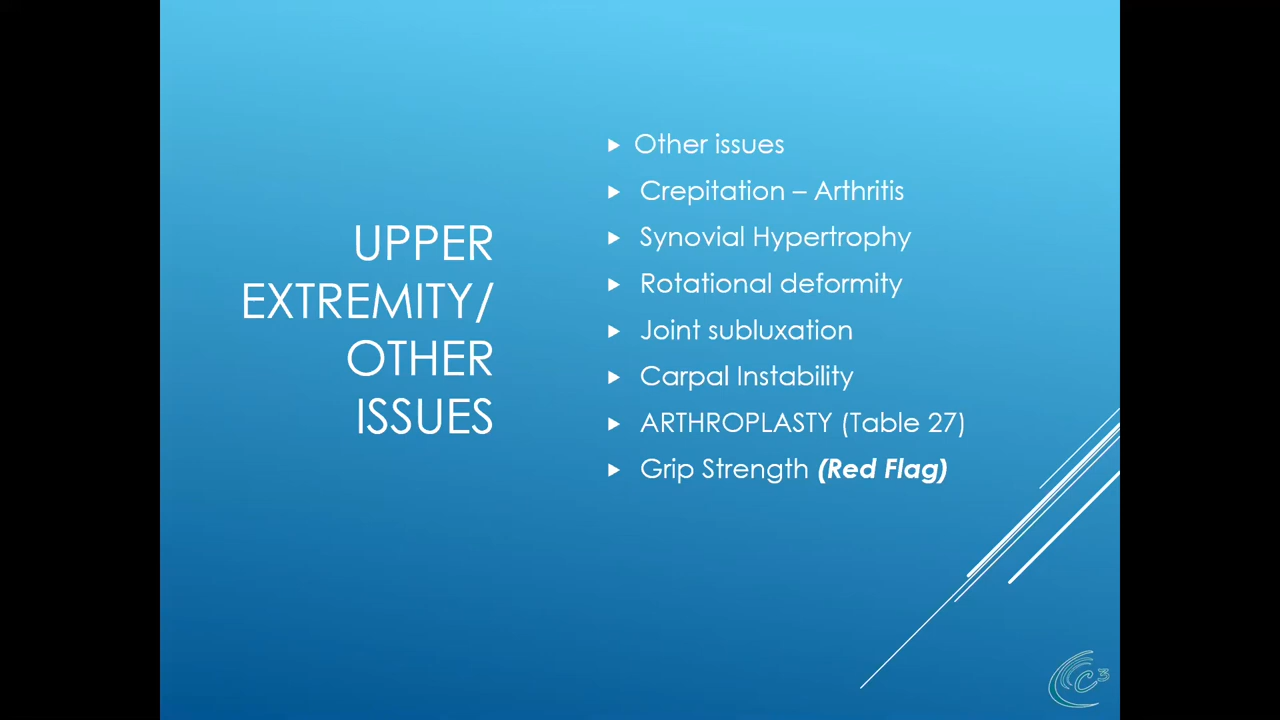 UPPER
EXTREMITY/
OTHER
ISSUES
Other issues
Crepitation – Arthritis
Synovial Hypertrophy
Rotational deformity
Joint subluxation
Carpal Instability
ARTHROPLASTY (Table 27)
Grip Strength (Red Flag)
C3